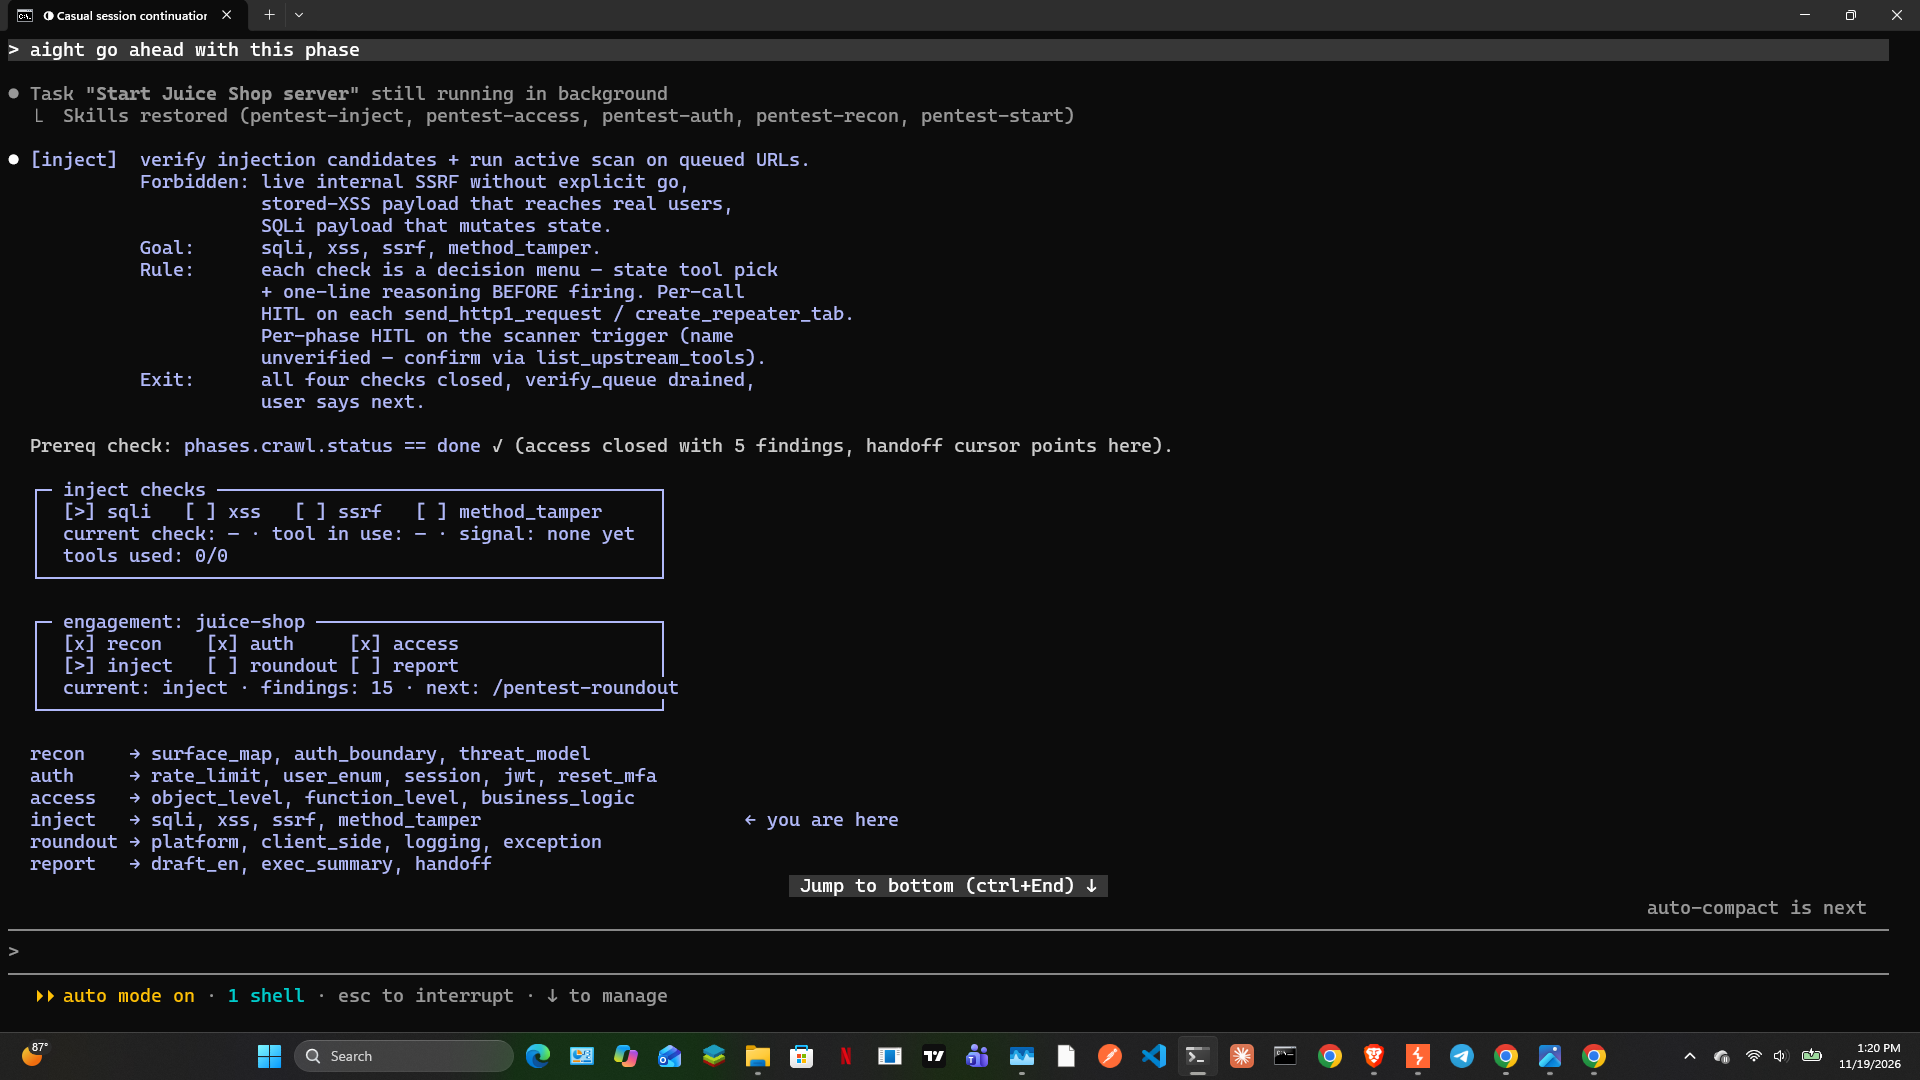 Casual session continuation
> aight go ahead with this phase
● Task "Start Juice Shop server" still running in background
└ Skills restored (pentest-inject, pentest-access, pentest-auth, pentest-recon, pentest-start)
● [inject] verify injection candidates + run active scan on queued URLs.
Forbidden: live internal SSRF without explicit go,
stored-XSS payload that reaches real users,
SQLi payload that mutates state.
Goal: sqli, xss, ssrf, method_tamper.
Rule: each check is a decision menu — state tool pick
+ one-line reasoning BEFORE firing. Per-call
HITL on each send_http1_request / create_repeater_tab.
Per-phase HITL on the scanner trigger (name
unverified — confirm via list_upstream_tools).
Exit: all four checks closed, verify_queue drained,
user says next.
Prereq check: phases.crawl.status == done ✓ (access closed with 5 findings, handoff cursor points here).
inject checks
[>] sqli [ ] xss [ ] ssrf [ ] method_tamper
current check: — · tool in use: — · signal: none yet
tools used: 0/0
engagement: juice-shop
[x] recon [x] auth [x] access
[>] inject [ ] roundout [ ] report
current: inject · findings: 15 · next: /pentest-roundout
recon → surface_map, auth_boundary, threat_model
auth → rate_limit, user_enum, session, jwt, reset_mfa
access → object_level, function_level, business_logic
inject → sqli, xss, ssrf, method_tamper ← you are here
roundout → platform, client_side, logging, exception
report → draft_en, exec_summary, handoff
Jump to bottom (ctrl+End) ↓
auto-compact is next
>
auto mode on · 1 shell · esc to interrupt · ↓ to manage
87°
Search
1:20 PM
11/19/2026